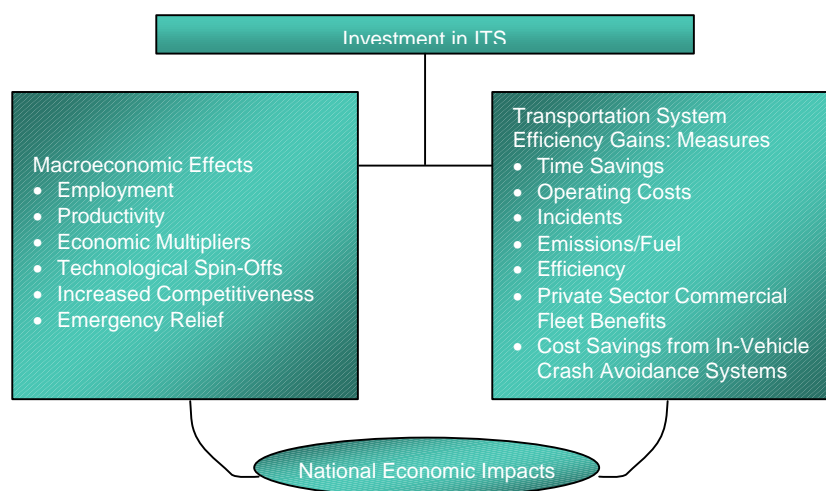 Investment in ITS
Macroeconomic Effects
• Employment
• Productivity
• Economic Multipliers
• Technological Spin-Offs
• Increased Competitiveness
• Emergency Relief
Transportation System
Efficiency Gains: Measures
• Time Savings
• Operating Costs
• Incidents
• Emissions/Fuel
• Efficiency
• Private Sector Commercial
Fleet Benefits
• Cost Savings from In-Vehicle
Crash Avoidance Systems
National Economic Impacts